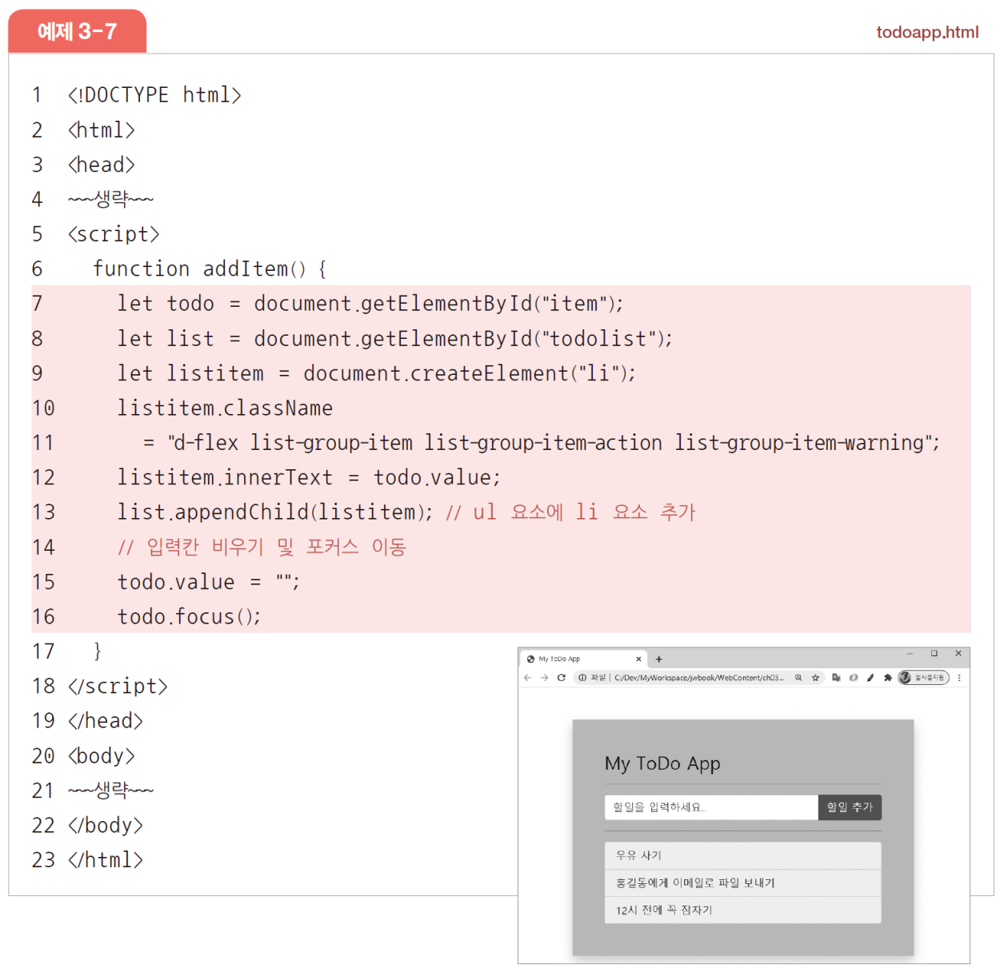 예제 3-7
todoapp.html
1 <!DOCTYPE html>
2 <html>
3 <head>
4 ~~~생략~~~
5 <script>
6 function addItem() {
7 let todo = document.getElementById("item");
8 let list = document.getElementById("todolist");
9 let listitem = document.createElement("li");
10 listitem.className
11 = "d-flex list-group-item list-group-item-action list-group-item-warning";
12 listitem.innerText = todo.value;
13 list.appendChild(listitem); // ul 요소에 li 요소 추가
14 // 입력칸 비우기 및 포커스 이동
15 todo.value = "";
16 todo.focus();
17 }
18 </script>
19 </head>
20 <body>
21 ~~~생략~~~
22 </body>
23 </html>
My ToDo App
파일 | C:/Dev/MyWorkspace/jwbook/WebContent/ch03...
일시중지됨
My ToDo App
할일을 입력하세요..
할일 추가
우유 사기
홍길동에게 이메일로 파일 보내기
12시 전에 꼭 잠자기